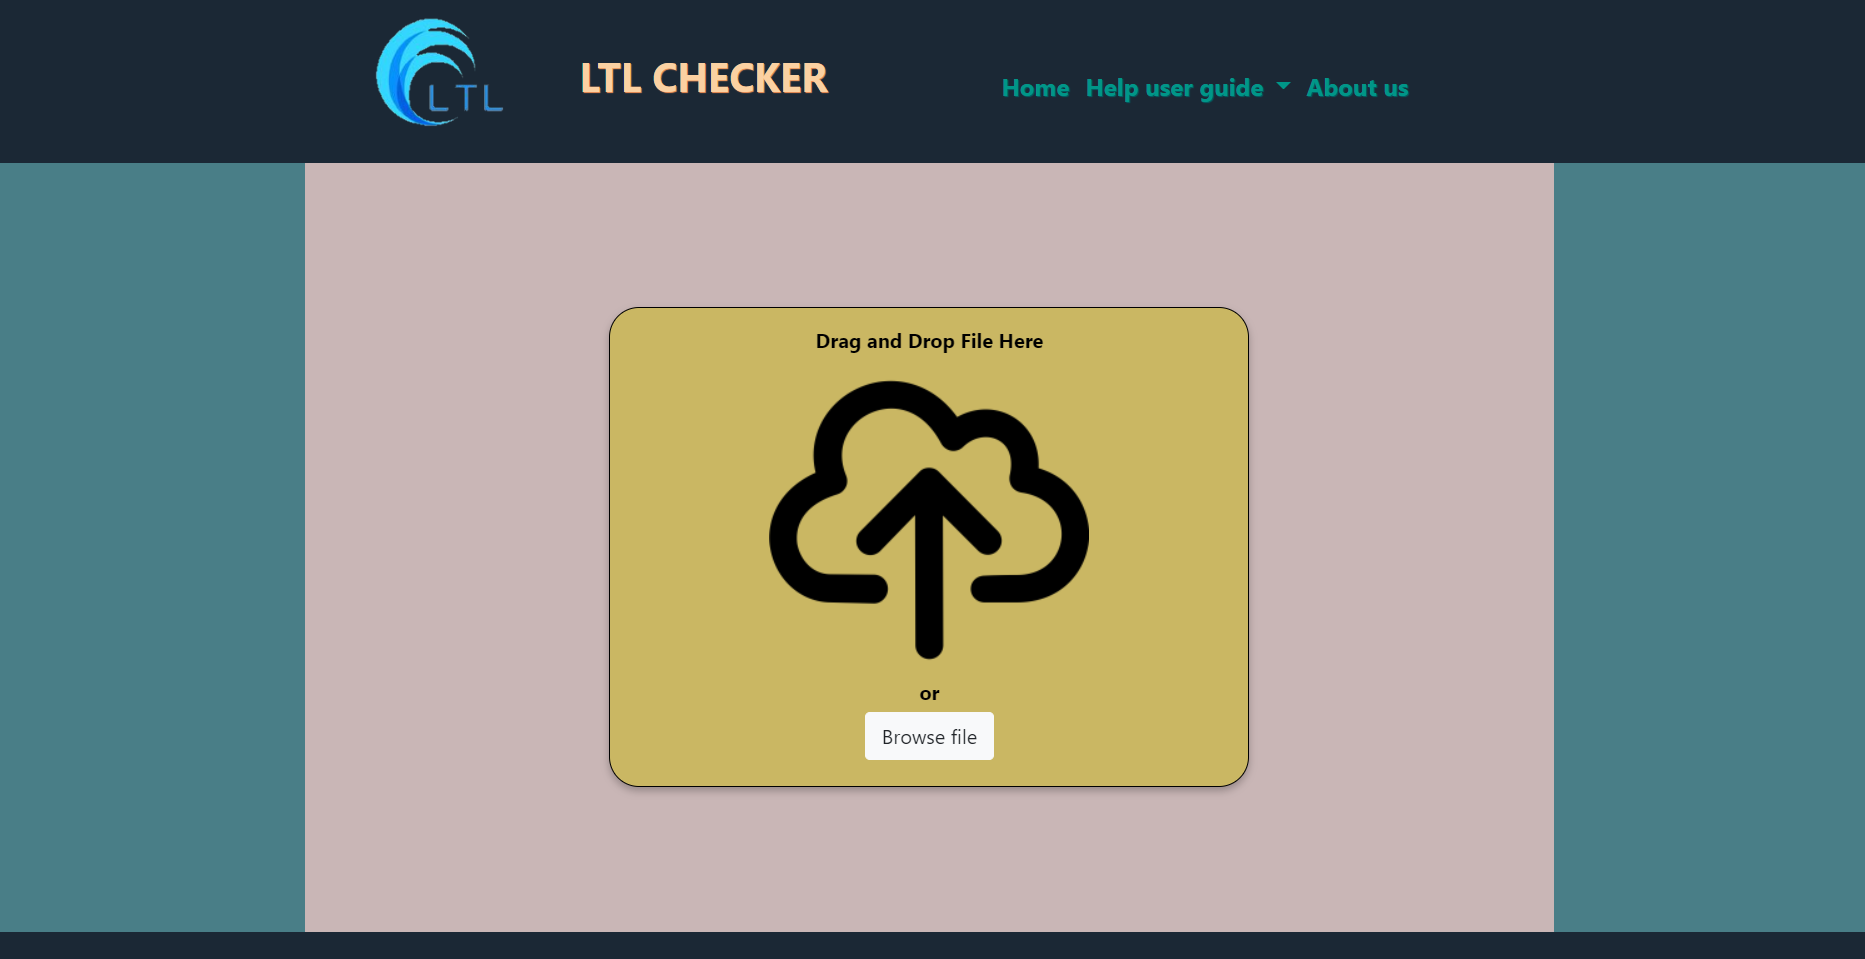 LTL
LTL CHECKER
Home Help user guide About us
Drag and Drop File Here
or
Browse file